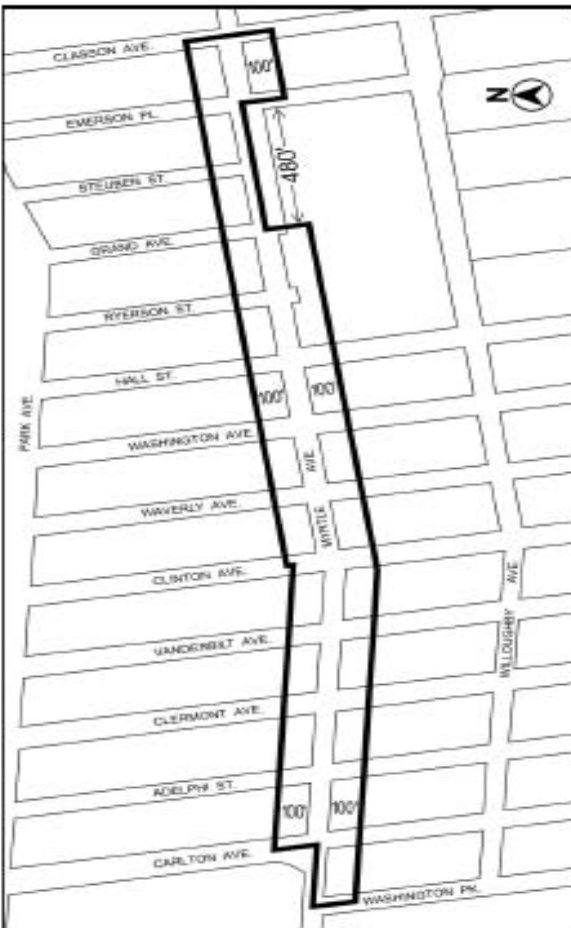 CLASSON AVE.
100'
N
EMERSON PL.
480'
STEUBEN ST.
GRAND AVE.
RYERSON ST.
HALL ST.
100'
100'
PARK AVE.
WASHINGTON AVE.
MYRTLE AVE.
WAVERLY AVE.
CLINTON AVE.
WILLOUGHBY AVE.
VANDERBILT AVE.
CLERMONT AVE.
ADELPHI ST.
100'
100'
CARLTON AVE.
WASHINGTON PK.